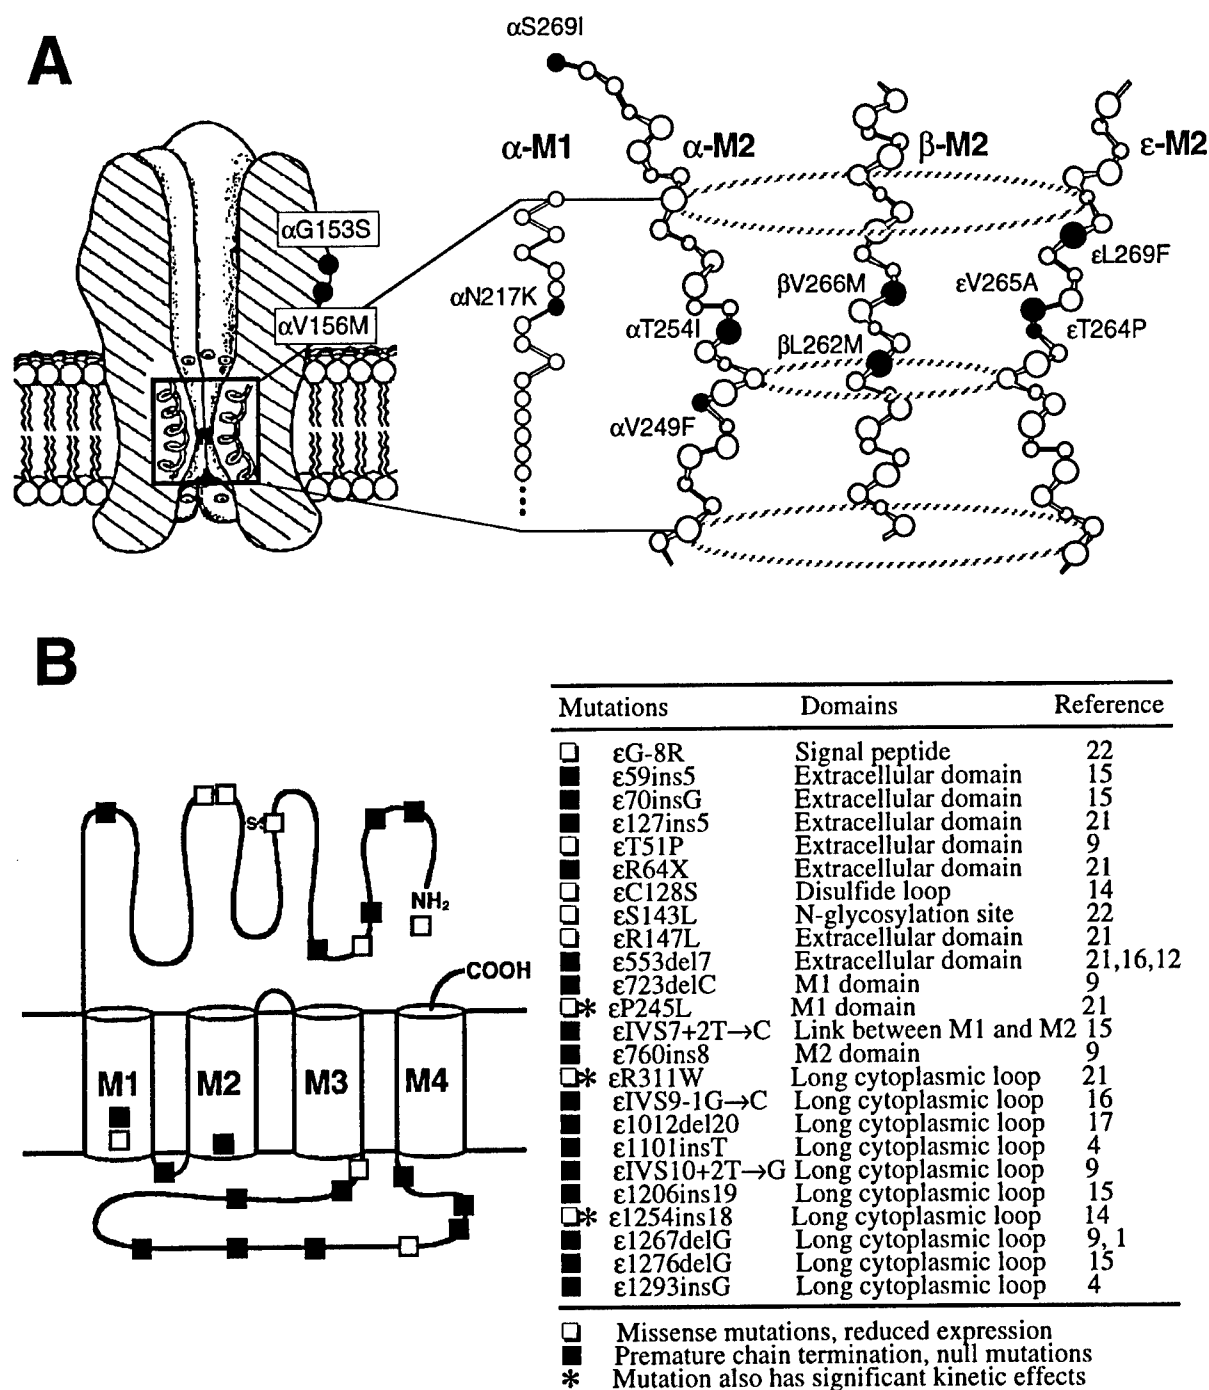 A
αS269I
α-M1
α-M2
β-M2
ε-M2
αG153S
αV156M
αN217K
αT254I
αV249F
βV266M
βL262M
εL269F
εV265A
εT264P
B
S-S
NH₂
COOH
M1
M2
M3
M4
Mutations Domains Reference
□ εG-8R Signal peptide 22
■ ε59ins5 Extracellular domain 15
■ ε70insG Extracellular domain 15
■ ε127ins5 Extracellular domain 21
□ εT51P Extracellular domain 9
■ εR64X Extracellular domain 21
□ εC128S Disulfide loop 14
□ εS143L N-glycosylation site 22
□ εR147L Extracellular domain 21
■ ε553del7 Extracellular domain 21,16,12
■ ε723delC M1 domain 9
□* εP245L M1 domain 21
■ εIVS7+2T→C Link between M1 and M2 15
■ ε760ins8 M2 domain 9
□* εR311W Long cytoplasmic loop 21
■ εIVS9-1G→C Long cytoplasmic loop 16
■ ε1012del20 Long cytoplasmic loop 17
■ ε1101insT Long cytoplasmic loop 4
■ εIVS10+2T→G Long cytoplasmic loop 9
■ ε1206ins19 Long cytoplasmic loop 15
□* ε1254ins18 Long cytoplasmic loop 14
■ ε1267delG Long cytoplasmic loop 9, 1
■ ε1276delG Long cytoplasmic loop 15
■ ε1293insG Long cytoplasmic loop 4
□ Missense mutations, reduced expression
■ Premature chain termination, null mutations
* Mutation also has significant kinetic effects